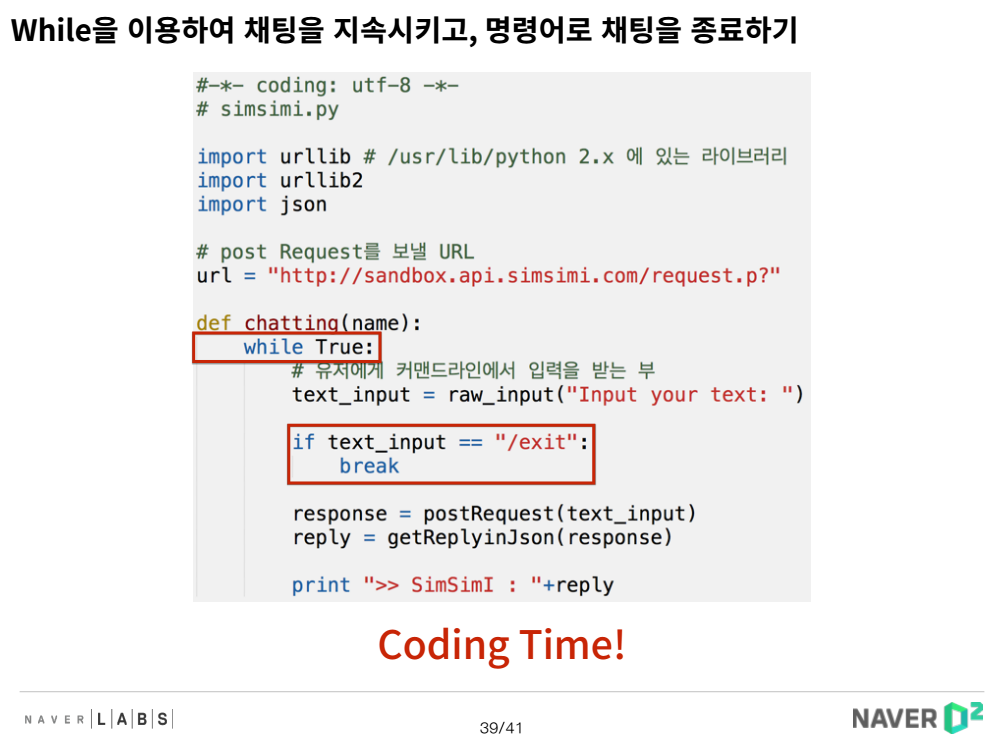 While을 이용하여 채팅을 지속시키고, 명령어로 채팅을 종료하기
#-*- coding: utf-8 -*-
# simsimi.py
import urllib # /usr/lib/python 2.x 에 있는 라이브러리
import urllib2
import json
# post Request를 보낼 URL
url = "http://sandbox.api.simsimi.com/request.p?"
def chatting(name):
while True:
# 유저에게 커맨드라인에서 입력을 받는 부
text_input = raw_input("Input your text: ")
if text_input == "/exit":
break
response = postRequest(text_input)
reply = getReplyinJson(response)
print ">> SimSimI : "+reply
Coding Time!
NAVER LABS
39/41
NAVER D2